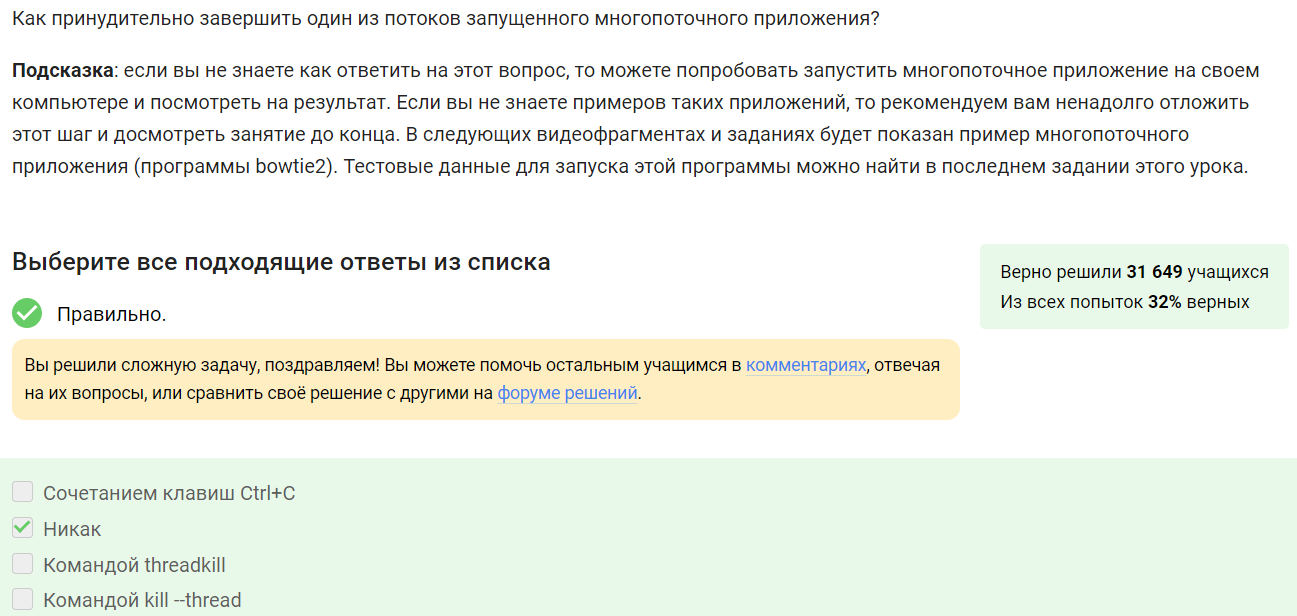 Как принудительно завершить один из потоков запущенного многопоточного приложения?
Подсказка: если вы не знаете как ответить на этот вопрос, то можете попробовать запустить многопоточное приложение на своем
компьютере и посмотреть на результат. Если вы не знаете примеров таких приложений, то рекомендуем вам ненадолго отложить
этот шаг и досмотреть занятие до конца. В следующих видеофрагментах и заданиях будет показан пример многопоточного
приложения (программы bowtie2). Тестовые данные для запуска этой программы можно найти в последнем задании этого урока.
Выберите все подходящие ответы из списка
Верно решили 31 649 учащихся
Из всех попыток 32% верных
Правильно.
Вы решили сложную задачу, поздравляем! Вы можете помочь остальным учащимся в комментариях, отвечая
на их вопросы, или сравнить своё решение с другими на форуме решений.
Сочетанием клавиш Ctrl+C
Никак
Командой threadkill
Командой kill --thread